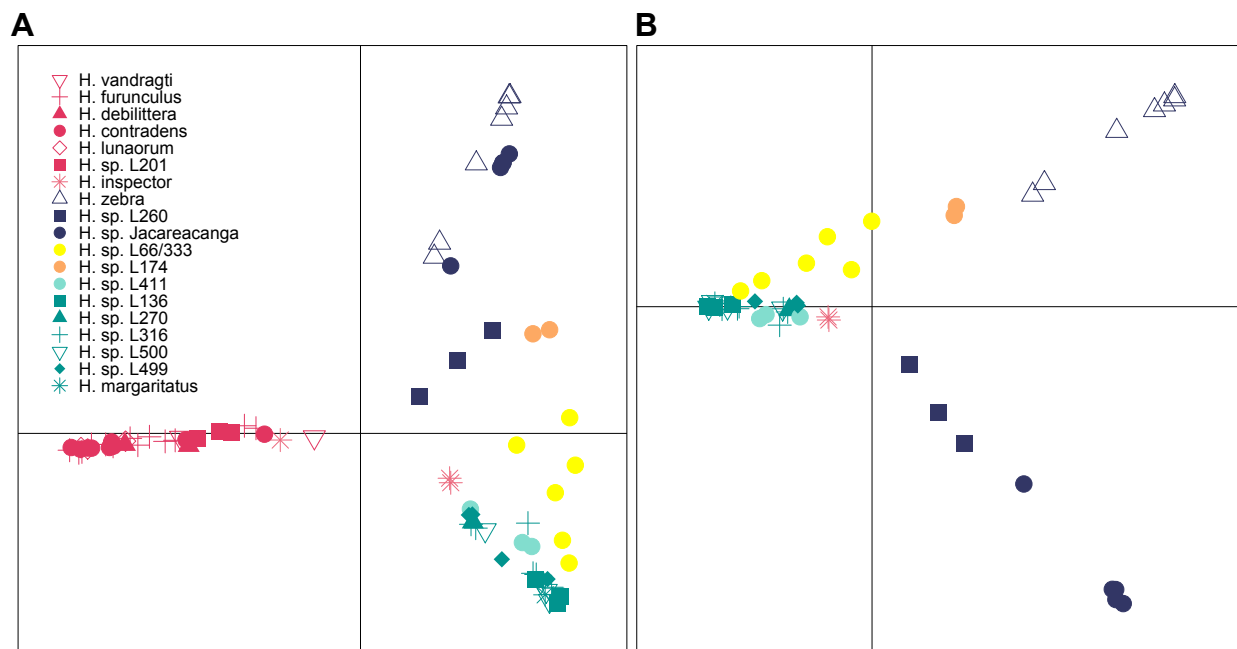 A
B
H. vandragti
H. furunculus
H. debilittera
H. contradens
H. lunaorum
H. sp. L201
H. inspector
H. zebra
H. sp. L260
H. sp. Jacareacanga
H. sp. L66/333
H. sp. L174
H. sp. L411
H. sp. L136
H. sp. L270
H. sp. L316
H. sp. L500
H. sp. L499
H. margaritatus